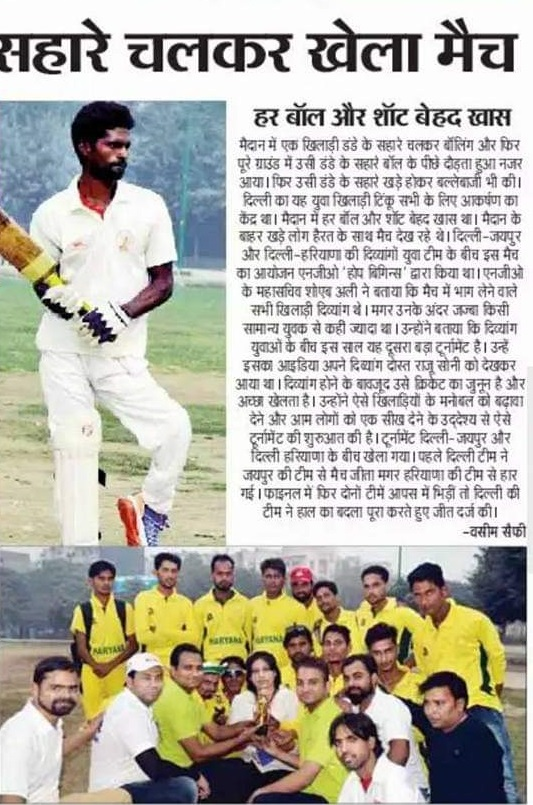 सहारे चलकर खेला मैच
हर बॉल और शॉट बेहद खास
मैदान में एक खिलाड़ी डंडे के सहारे चलकर बॉलिंग और फिर
पूरे ग्राउंड में उसी डंडे के सहारे बॉल के पीछे दौड़ता हुआ नजर
आया। फिर उसी डंडे के सहारे खड़े होकर बल्लेबाजी भी की।
दिल्ली का यह युवा खिलाड़ी टिंकू सभी के लिए आकर्षण का
केंद्र था। मैदान में हर बॉल और शॉट बेहद खास था। मैदान के
बाहर खड़े लोग हैरत के साथ मैच देख रहे थे। दिल्ली-जयपुर
और दिल्ली-हरियाणा की दिव्यांगों युवा टीम के बीच इस मैच
का आयोजन एनजीओ 'होप बिगिन्स' द्वारा किया था। एनजीओ
के महासचिव शोएब अली ने बताया कि मैच में भाग लेने वाले
सभी खिलाड़ी दिव्यांग थे। मगर उनके अंदर जज्बा किसी
सामान्य युवक से कही ज्यादा था। उन्होंने बताया कि दिव्यांग
युवाओं के बीच इस साल यह दूसरा बड़ा टूर्नामेंट है। उन्हें
इसका आइडिया अपने दिव्यांग दोस्त राजू सोनी को देखकर
आया था। दिव्यांग होने के बावजूद उसे क्रिकेट का जुनून है और
अच्छा खेलता है। उन्होंने ऐसे खिलाड़ियों के मनोबल को बढ़ावा
देने और आम लोगों को एक सीख देने के उद्देश्य से ऐसे
टूर्नामेंट की शुरुआत की है। टूर्नामेंट दिल्ली-जयपुर और
दिल्ली हरियाणा के बीच खेला गया। पहले दिल्ली टीम ने
जयपुर की टीम से मैच जीता मगर हरियाणा की टीम से हार
गई। फाइनल में फिर दोनों टीमें आपस में भिड़ी तो दिल्ली की
टीम ने हाल का बदला पूरा करते हुए जीत दर्ज की।
-वसीम सैफी
HARYANA
HARYANA
HARYANA